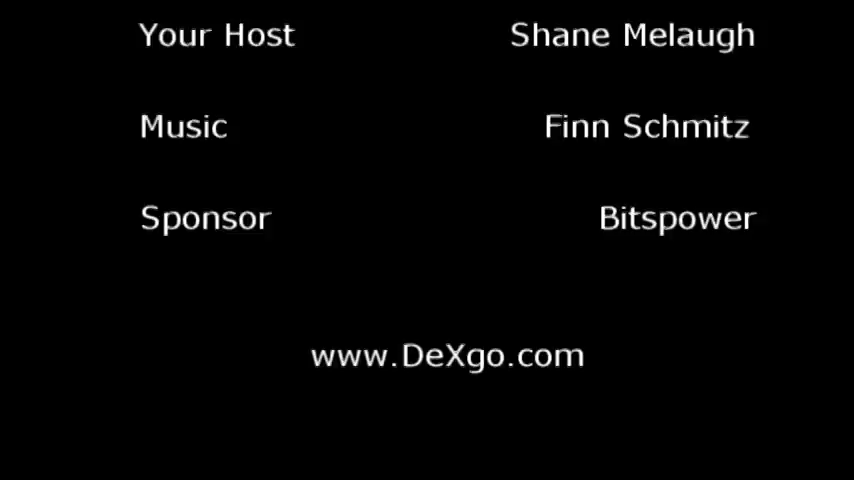 Your Host Shane Melaugh
Music Finn Schmitz
Sponsor Bitspower
www.DeXgo.com